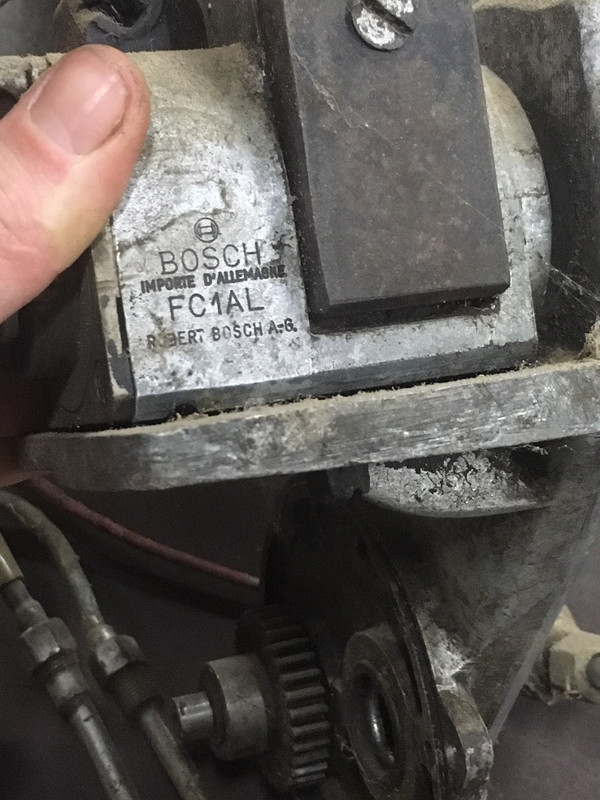 BOSCH
IMPORTE D'ALLEMAGNE
FC1AL
ROBERT BOSCH A-G.